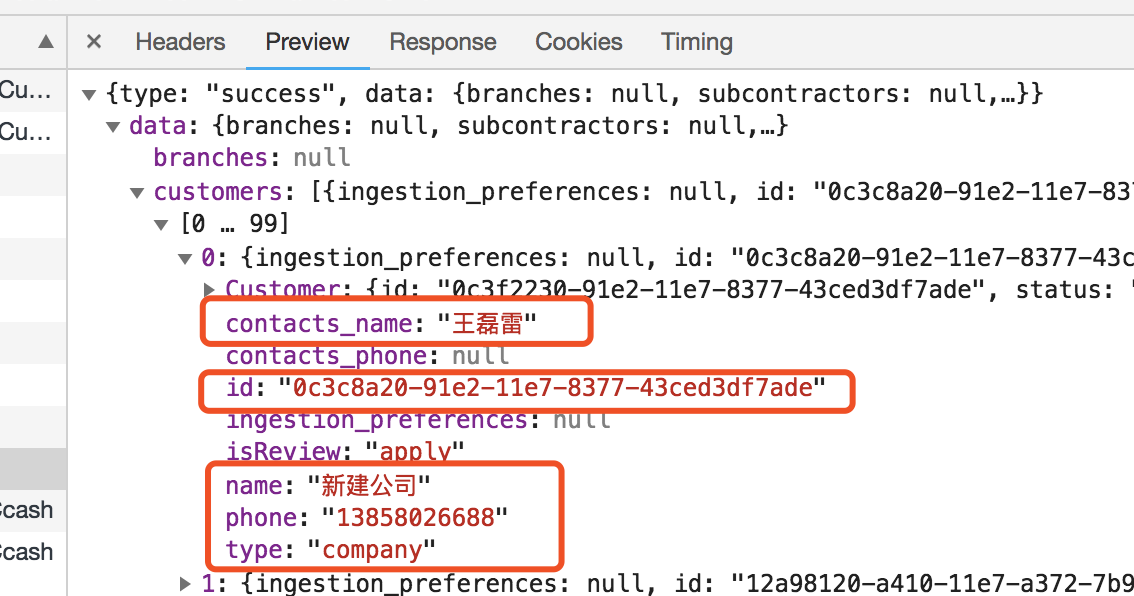 × Headers Preview Response Cookies Timing
Cu…
Cu…
cash
cash
{type: "success", data: {branches: null, subcontractors: null,…}}
data: {branches: null, subcontractors: null,…}
branches: null
customers: [{ingestion_preferences: null, id: "0c3c8a20-91e2-11e7-837
[0 … 99]
0: {ingestion_preferences: null, id: "0c3c8a20-91e2-11e7-8377-43c
Customer: {id: "0c3f2230-91e2-11e7-8377-43ced3df7ade", status: "
contacts_name: "王磊雷"
contacts_phone: null
id: "0c3c8a20-91e2-11e7-8377-43ced3df7ade"
ingestion_preferences: null
isReview: "apply"
name: "新建公司"
phone: "13858026688"
type: "company"
1: {ingestion_preferences: null, id: "12a98120-a410-11e7-a372-7b9